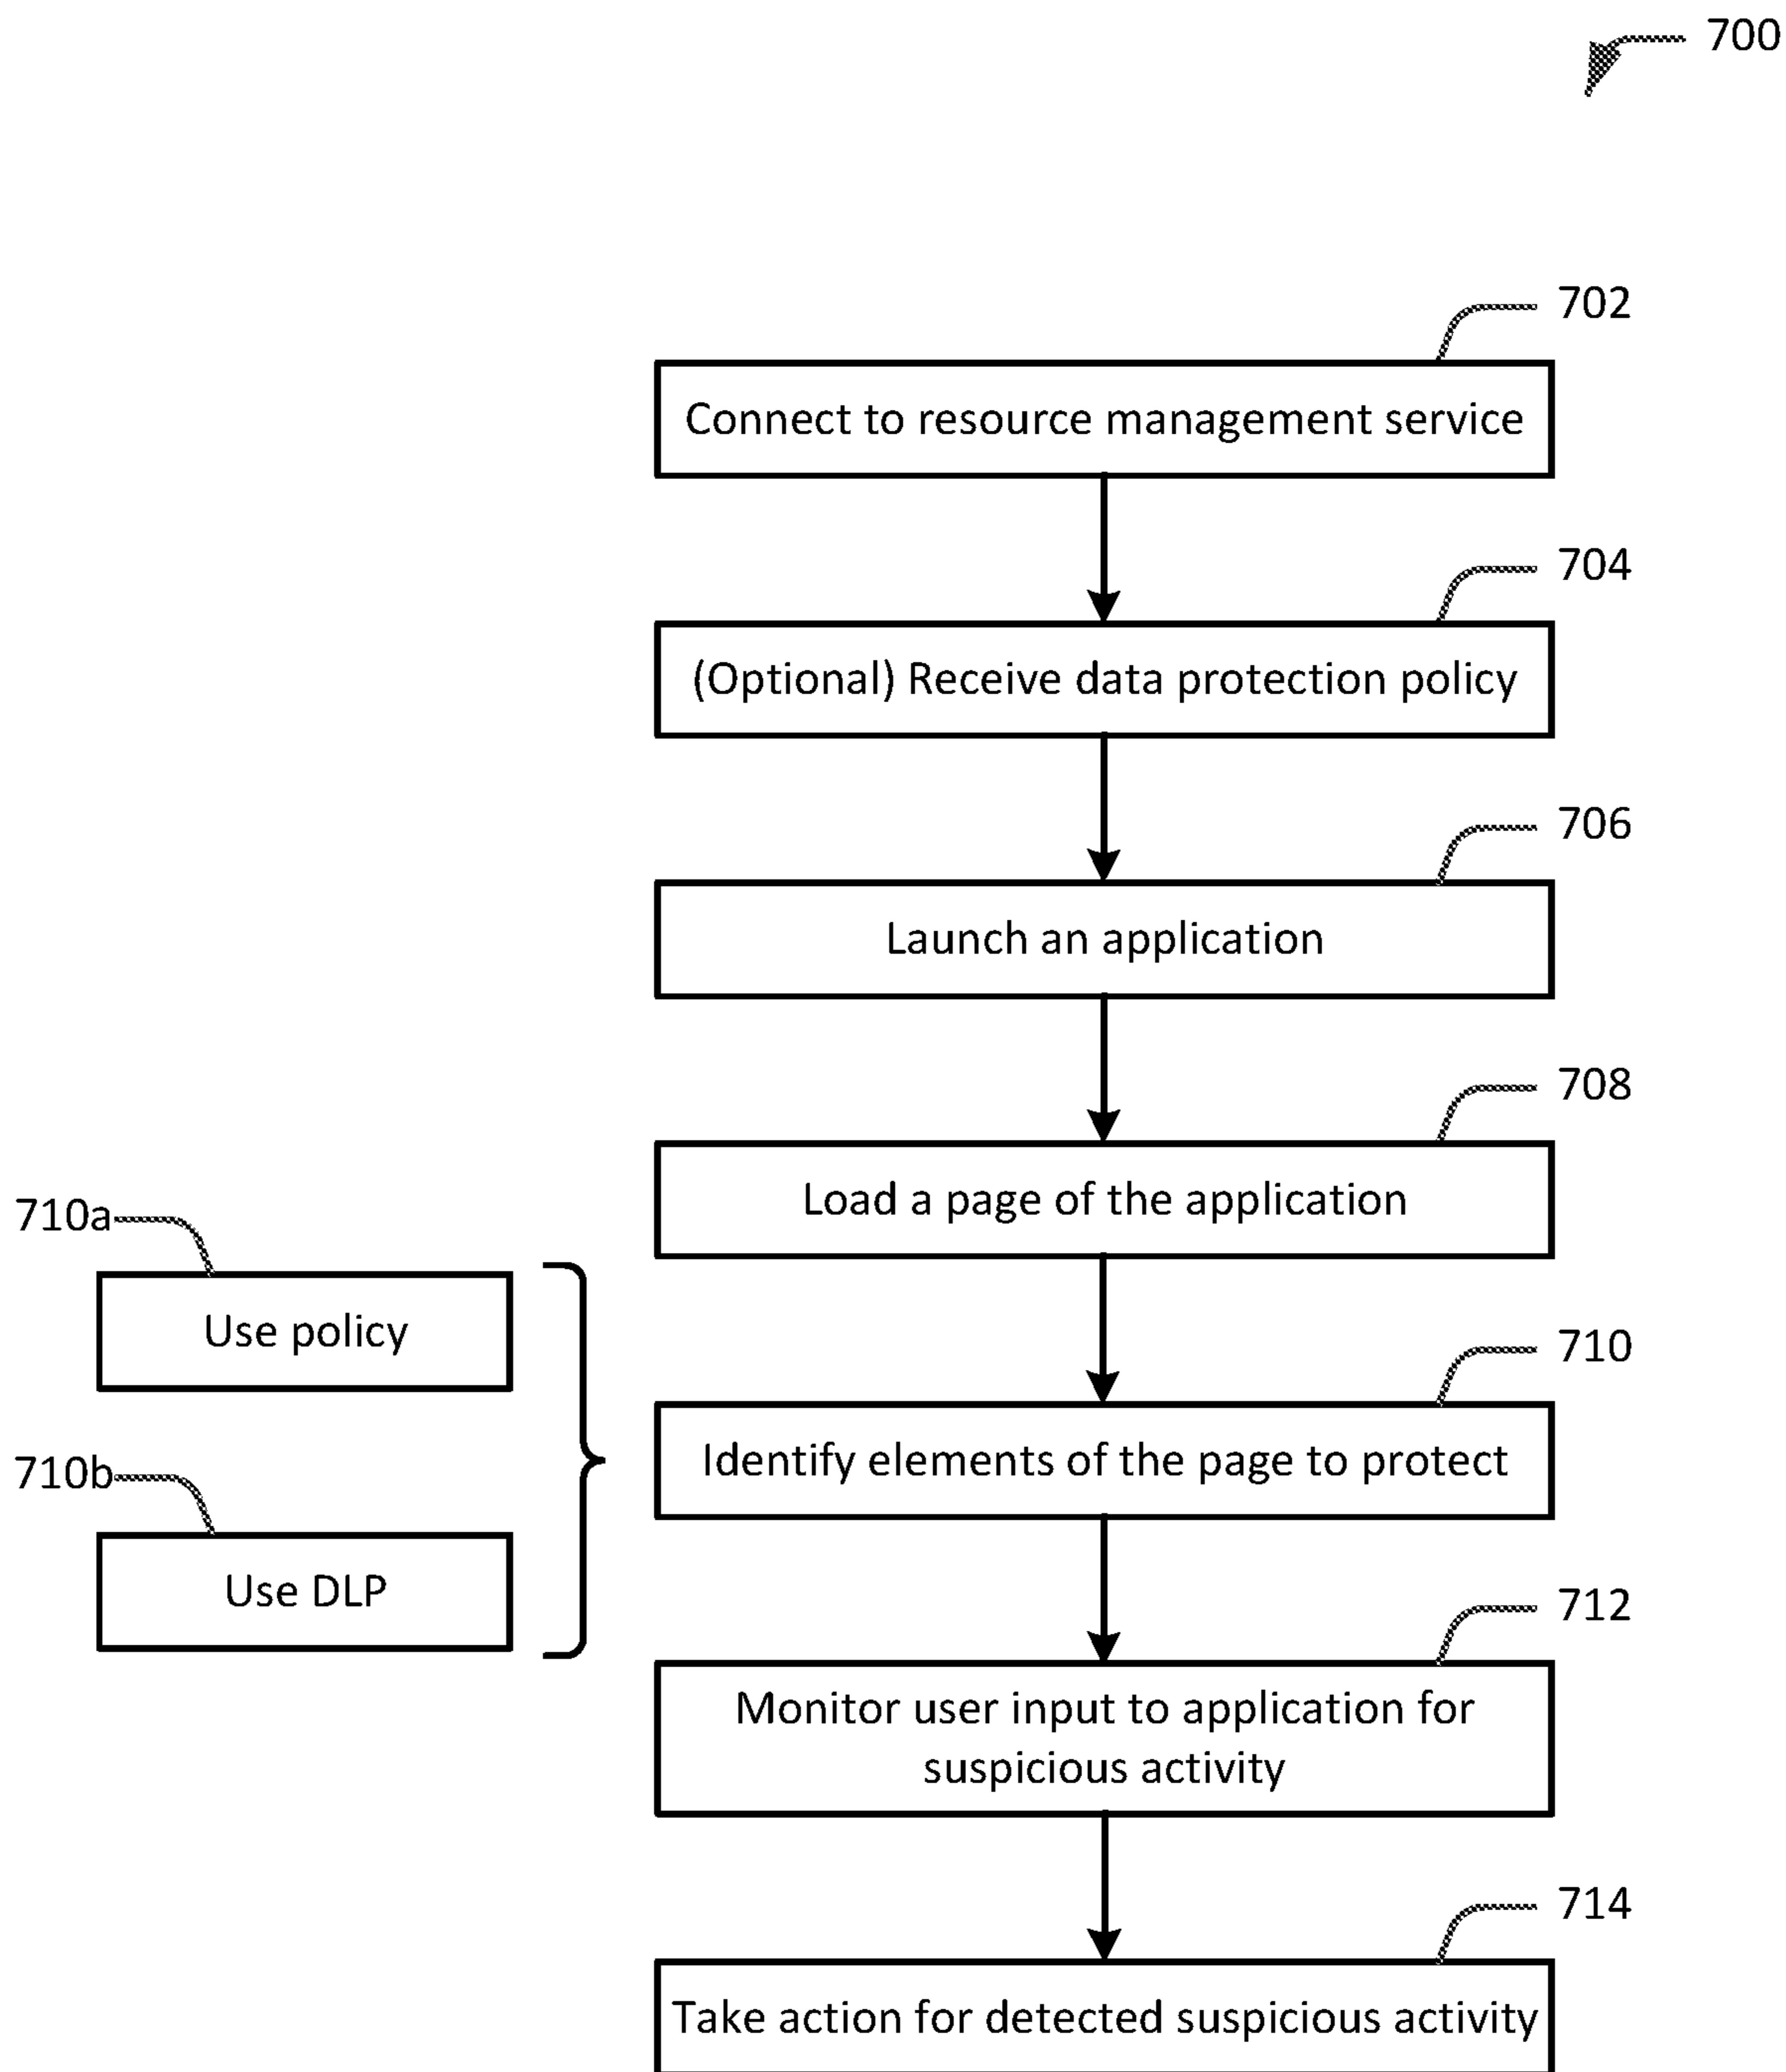 700
702
Connect to resource management service
704
(Optional) Receive data protection policy
706
Launch an application
708
Load a page of the application
710a
Use policy
710
Identify elements of the page to protect
710b
Use DLP
712
Monitor user input to application for
suspicious activity
714
Take action for detected suspicious activity